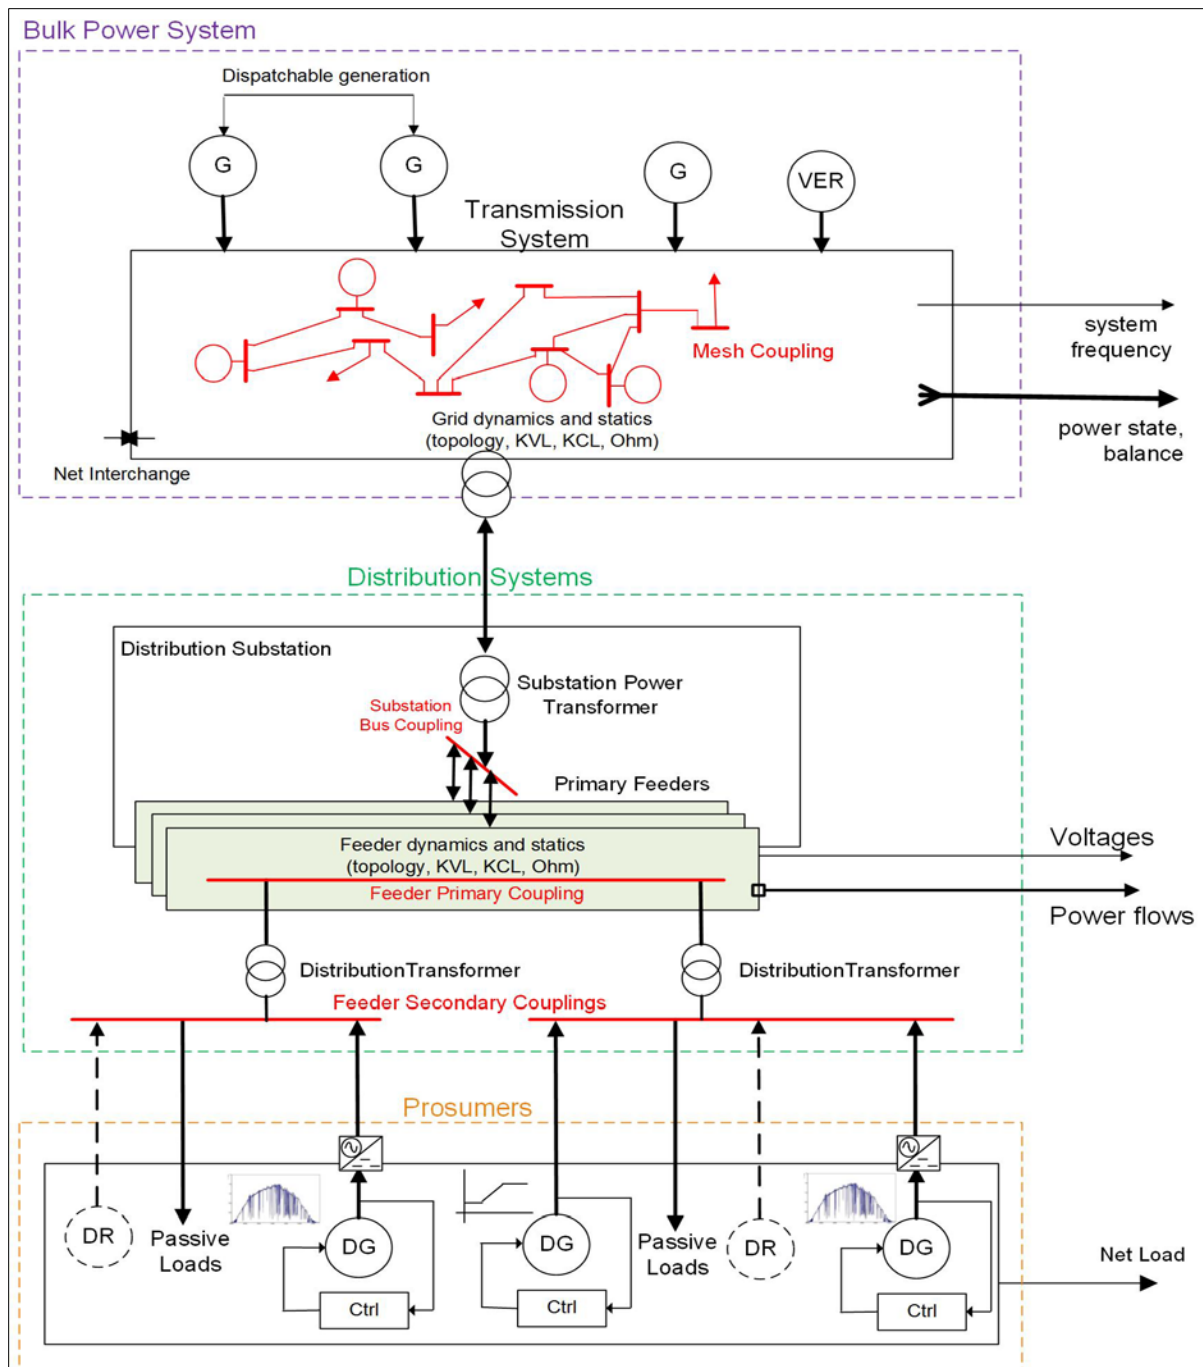 Bulk Power System
Dispatchable generation
G
G
G
VER
Transmission
System
Mesh Coupling
system
frequency
Grid dynamics and statics
(topology, KVL, KCL, Ohm)
power state,
balance
Net Interchange
Distribution Systems
Distribution Substation
Substation Power
Transformer
Substation
Bus Coupling
Primary Feeders
Feeder dynamics and statics
(topology, KVL, KCL, Ohm)
Feeder Primary Coupling
Voltages
Power flows
DistributionTransformer
DistributionTransformer
Feeder Secondary Couplings
Prosumers
DR
Passive
Loads
DG
Ctrl
DG
Ctrl
Passive
Loads
DR
DG
Ctrl
Net Load